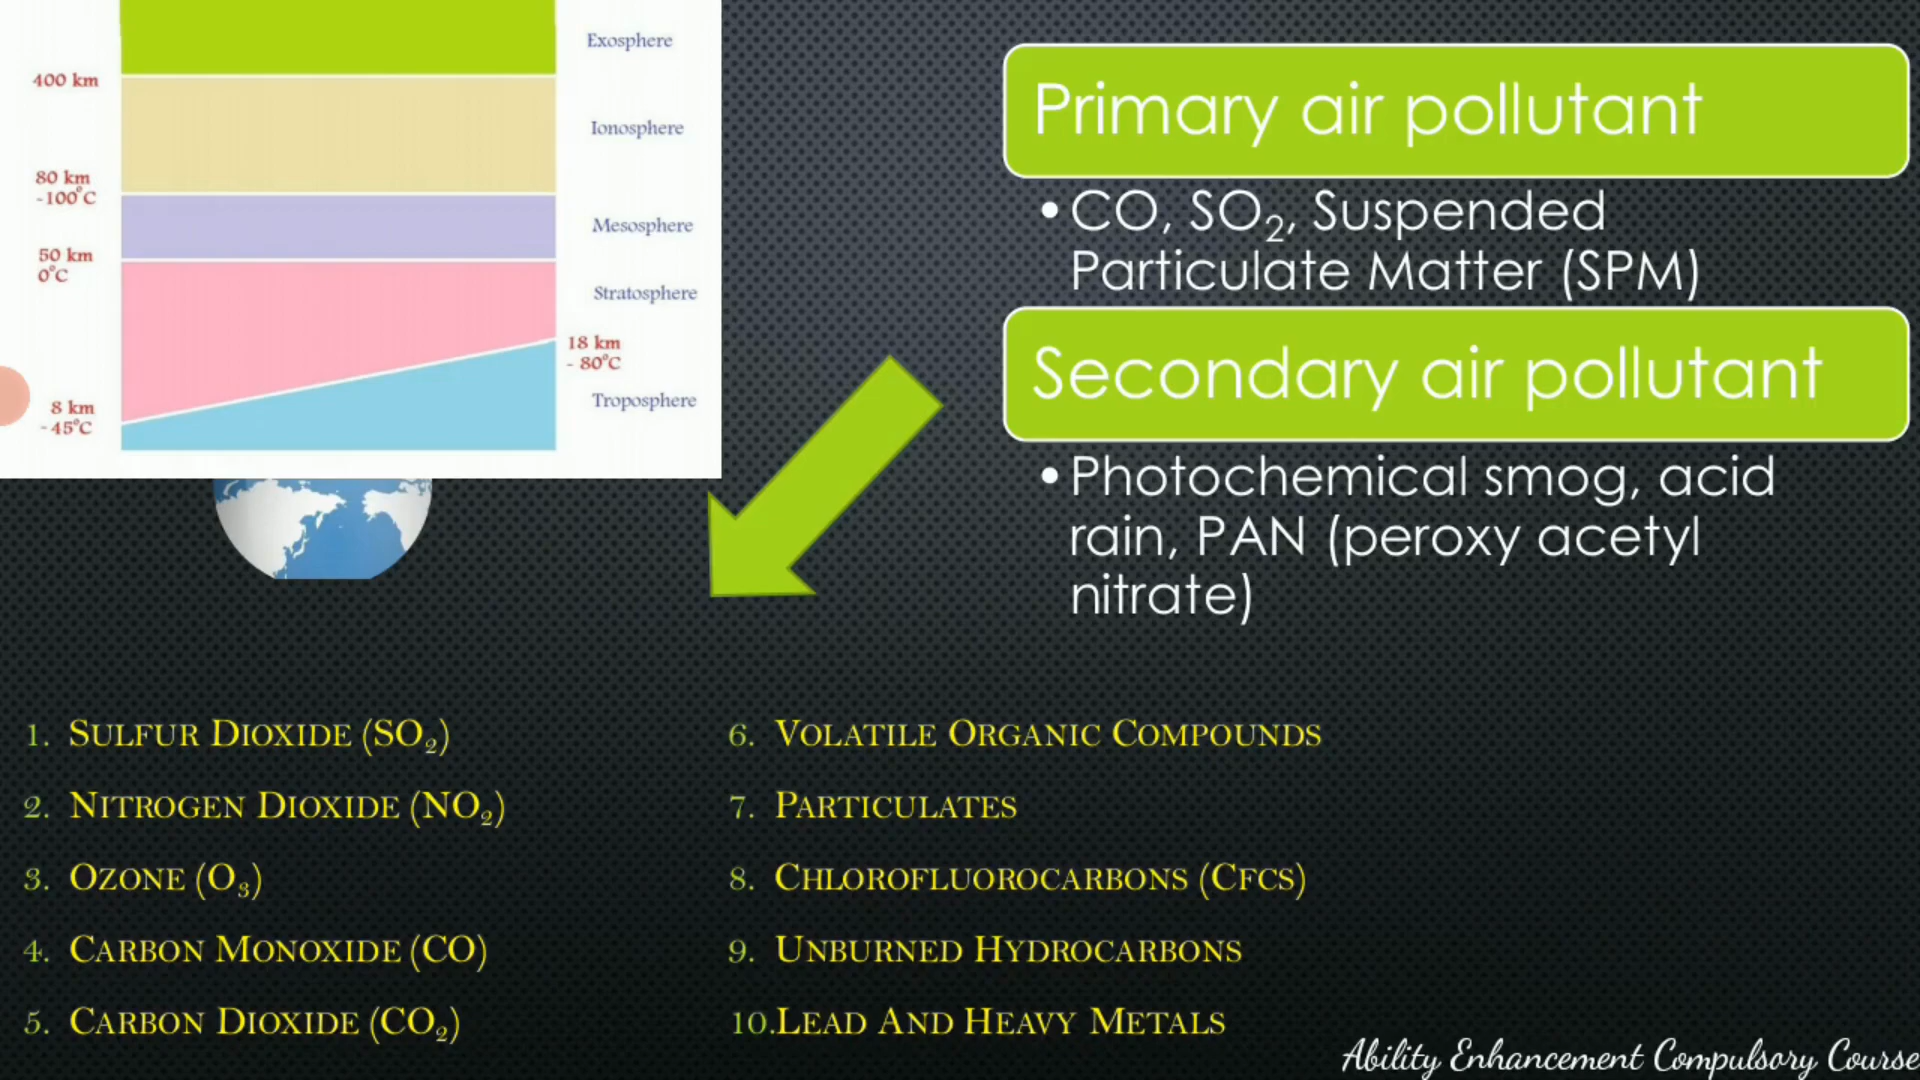 Exosphere
400 km
Ionosphere
80 km
-100°C
Mesosphere
50 km
0°C
Stratosphere
18 km
- 80°C
8 km
- 45°C
Troposphere
Primary air pollutant
• CO, SO₂, Suspended
Particulate Matter (SPM)
Secondary air pollutant
• Photochemical smog, acid
rain, PAN (peroxy acetyl
nitrate)
1. SULFUR DIOXIDE (SO₂)
2. NITROGEN DIOXIDE (NO₂)
3. OZONE (O₃)
4. CARBON MONOXIDE (CO)
5. CARBON DIOXIDE (CO₂)
6. VOLATILE ORGANIC COMPOUNDS
7. PARTICULATES
8. CHLOROFLUOROCARBONS (CFCS)
9. UNBURNED HYDROCARBONS
10. LEAD AND HEAVY METALS
Ability Enhancement Compulsory Course